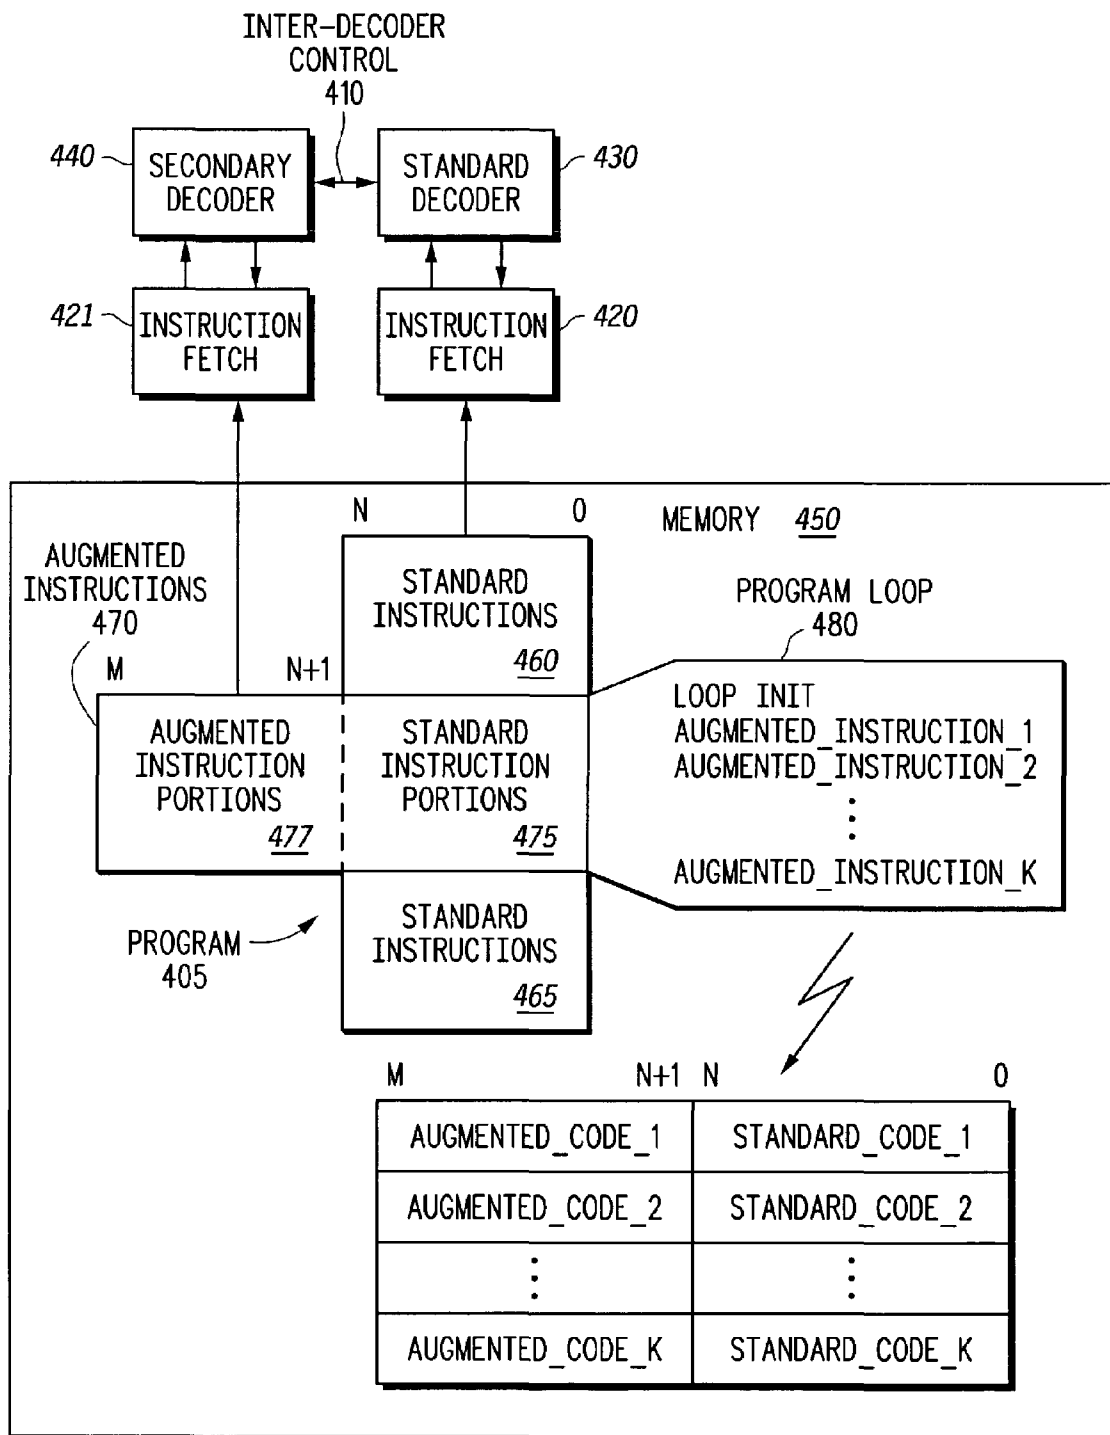 INTER-DECODER
CONTROL
410
440
SECONDARY
DECODER
STANDARD
DECODER
430
421
INSTRUCTION
FETCH
INSTRUCTION
FETCH
420
N
0
MEMORY 450
AUGMENTED
INSTRUCTIONS
470
STANDARD
INSTRUCTIONS
460
PROGRAM LOOP
480
M
N+1
AUGMENTED
INSTRUCTION
PORTIONS
477
STANDARD
INSTRUCTION
PORTIONS
475
LOOP INIT
AUGMENTED_INSTRUCTION_1
AUGMENTED_INSTRUCTION_2
AUGMENTED_INSTRUCTION_K
PROGRAM
405
STANDARD
INSTRUCTIONS
465
M
N+1
N
0
AUGMENTED_CODE_1
STANDARD_CODE_1
AUGMENTED_CODE_2
STANDARD_CODE_2
AUGMENTED_CODE_K
STANDARD_CODE_K